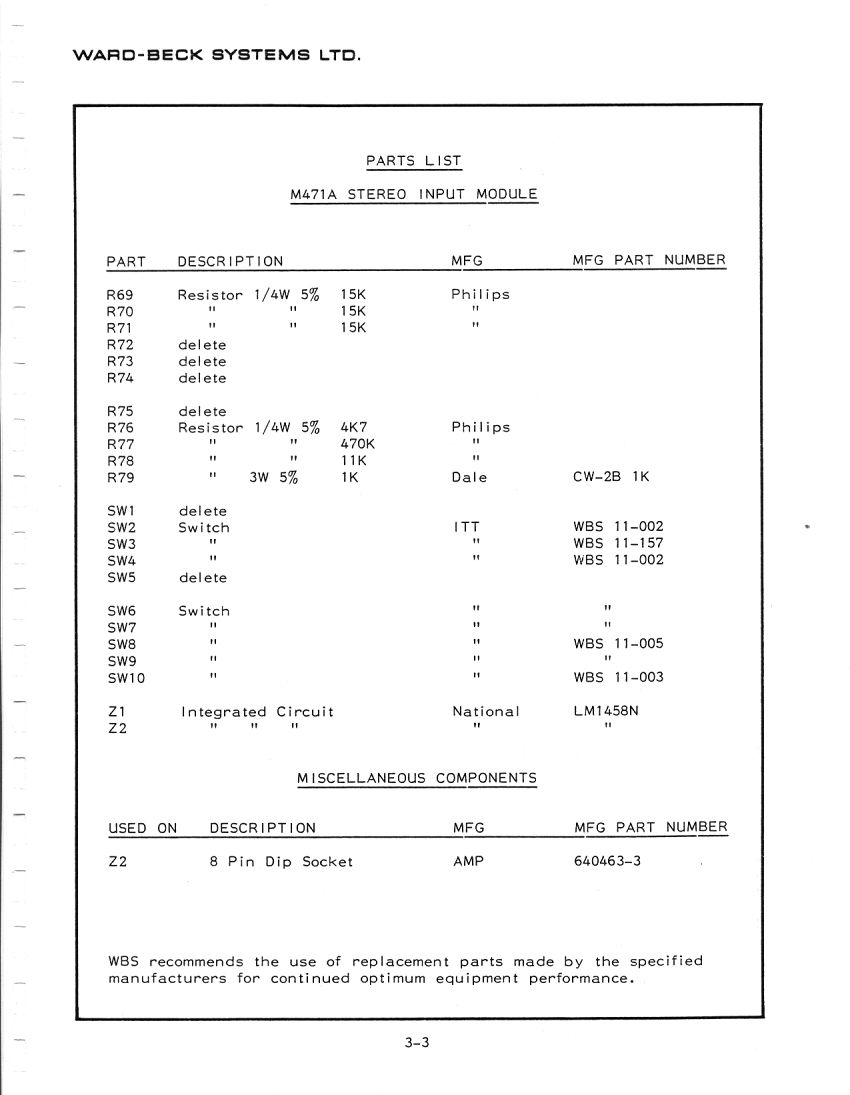 WARD-BECK SYSTEMS LTD.
PARTS LIST
M471A STEREO INPUT MODULE
PART DESCRIPTION MFG MFG PART NUMBER
R69 Resistor 1/4W 5% 15K Philips
R70 " " 15K "
R71 " " 15K "
R72 delete
R73 delete
R74 delete
R75 delete
R76 Resistor 1/4W 5% 4K7 Philips
R77 " " 470K "
R78 " " 11K "
R79 " 3W 5% 1K Dale CW-2B 1K
SW1 delete
SW2 Switch ITT WBS 11-002
SW3 " " WBS 11-157
SW4 " " WBS 11-002
SW5 delete
SW6 Switch " "
SW7 " " "
SW8 " " WBS 11-005
SW9 " " "
SW10 " " WBS 11-003
Z1 Integrated Circuit National LM1458N
Z2 " " " " "
MISCELLANEOUS COMPONENTS
USED ON DESCRIPTION MFG MFG PART NUMBER
Z2 8 Pin Dip Socket AMP 640463-3
WBS recommends the use of replacement parts made by the specified
manufacturers for continued optimum equipment performance.
3-3